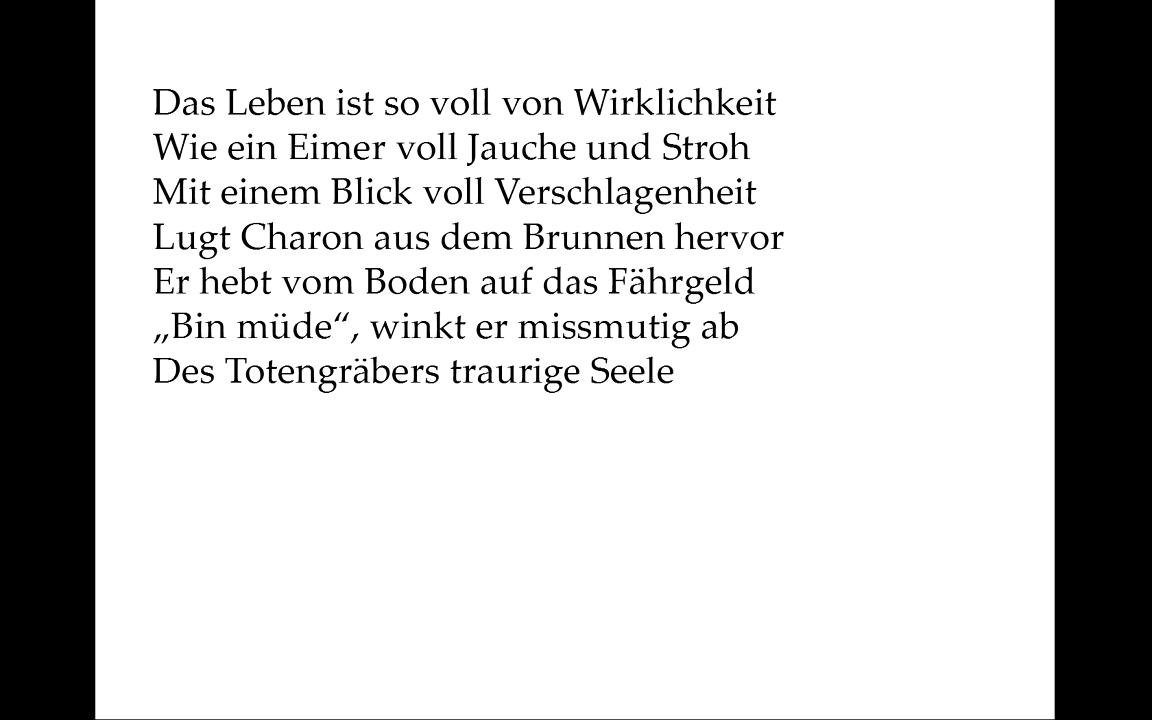 Das Leben ist so voll von Wirklichkeit
Wie ein Eimer voll Jauche und Stroh
Mit einem Blick voll Verschlagenheit
Lugt Charon aus dem Brunnen hervor
Er hebt vom Boden auf das Fährgeld
„Bin müde“, winkt er missmutig ab
Des Totengräbers traurige Seele